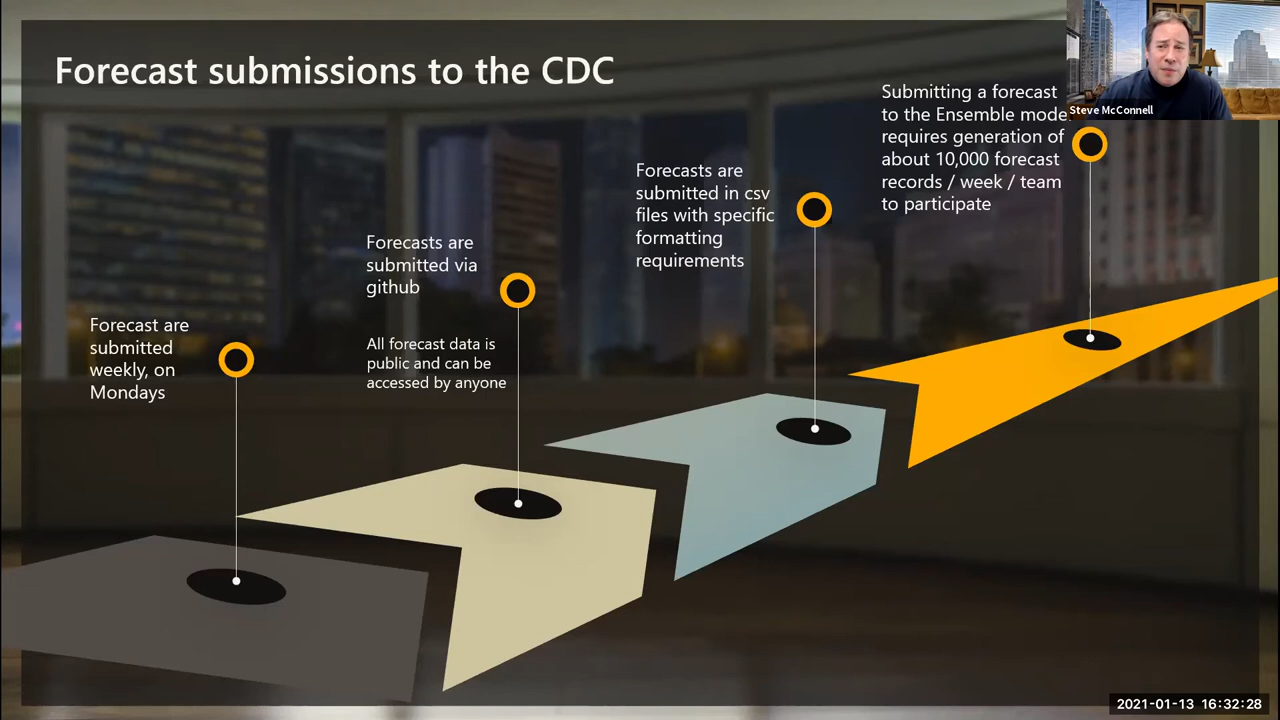 Forecast submissions to the CDC
Forecast are
submitted
weekly, on
Mondays
Forecasts are
submitted via
github
All forecast data is
public and can be
accessed by anyone
Forecasts are
submitted in csv
files with specific
formatting
requirements
Submitting a forecast
to the Ensemble mode
requires generation of
about 10,000 forecast
records / week / team
to participate
Steve McConnell
2021-01-13 16:32:28